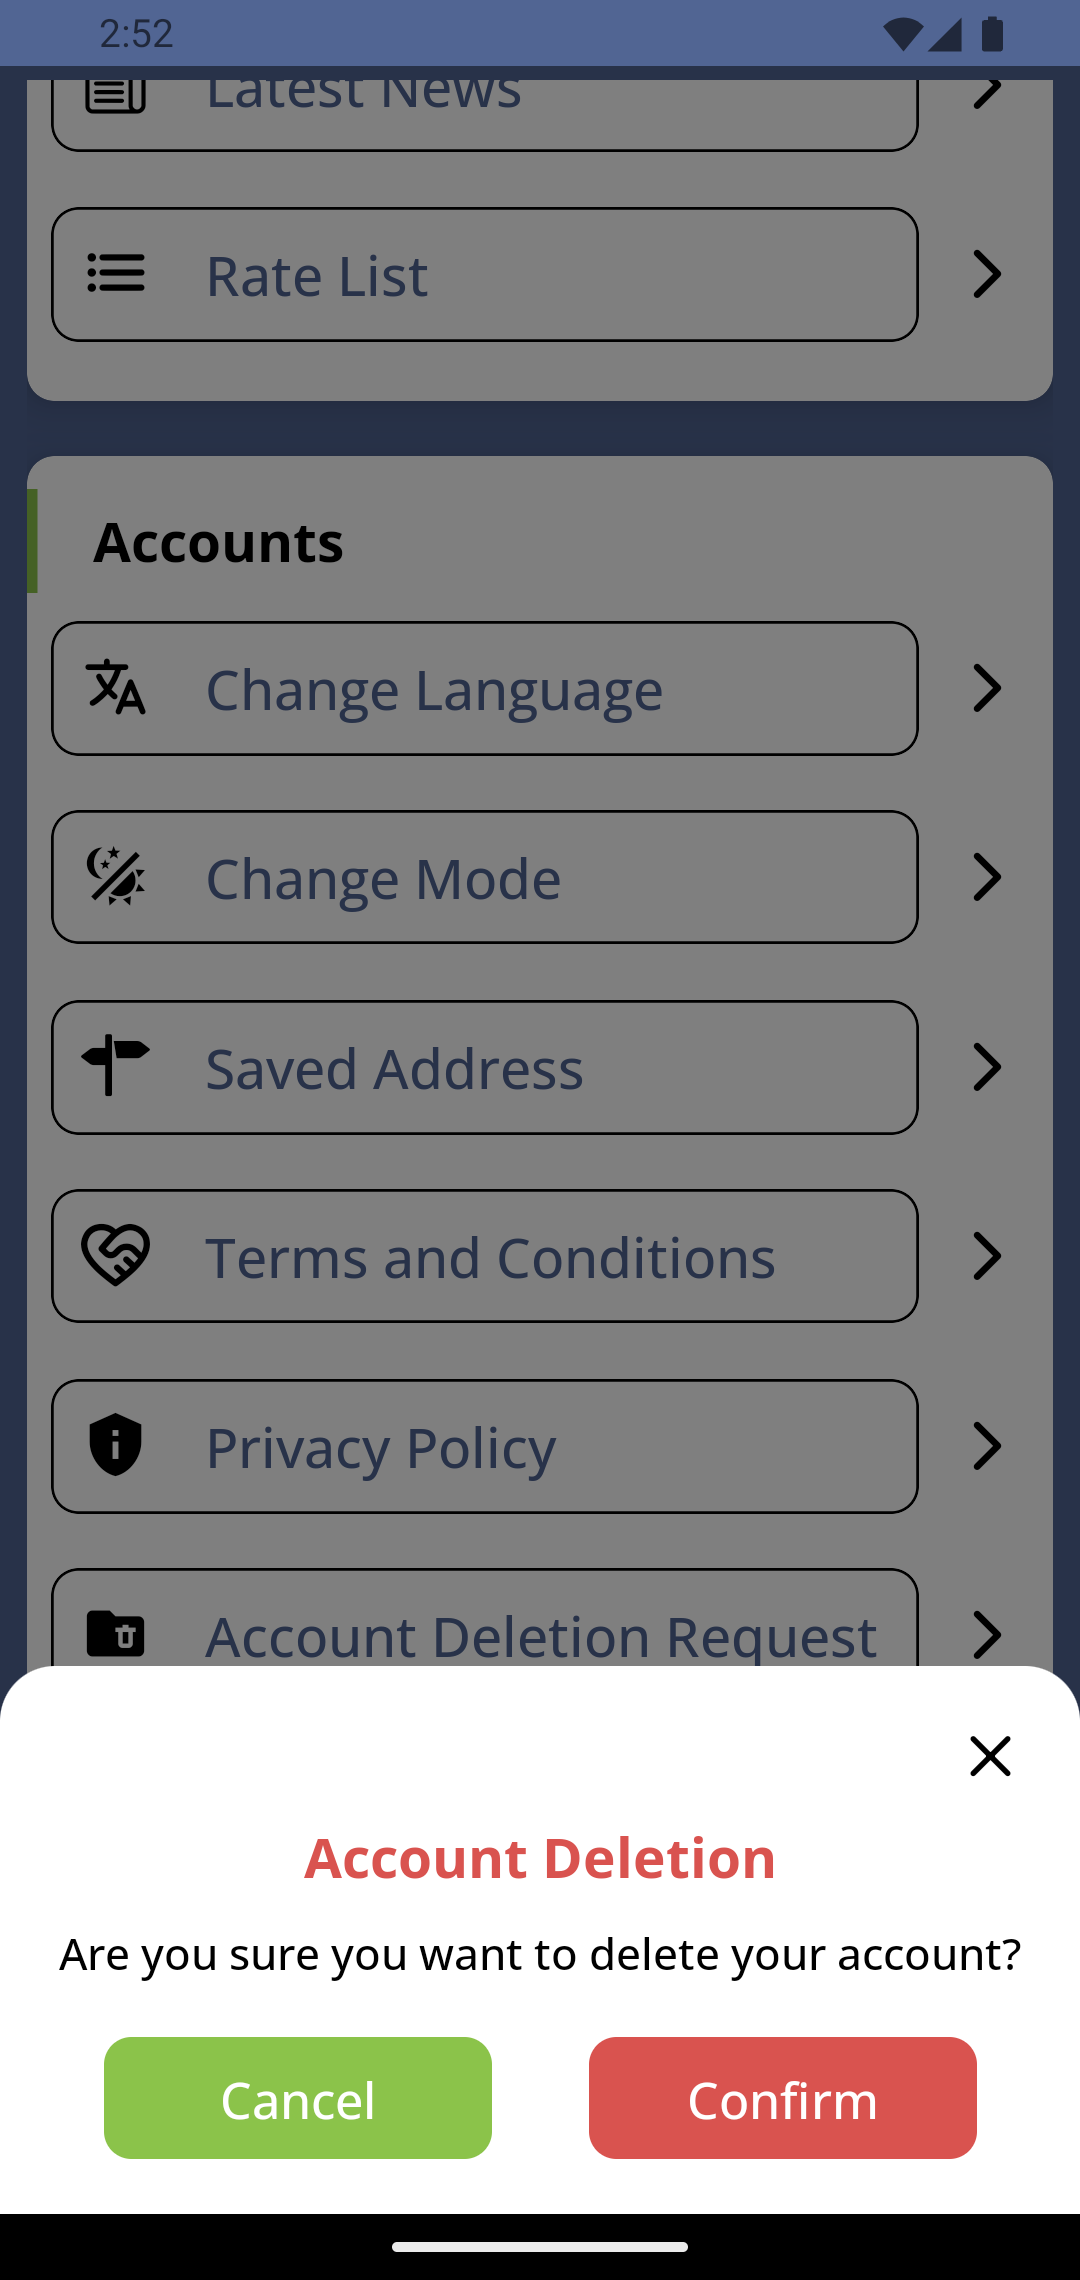 2:52
Latest News
Rate List
Accounts
Change Language
Change Mode
Saved Address
Terms and Conditions
Privacy Policy
Account Deletion Request
Account Deletion
Are you sure you want to delete your account?
Cancel
Confirm